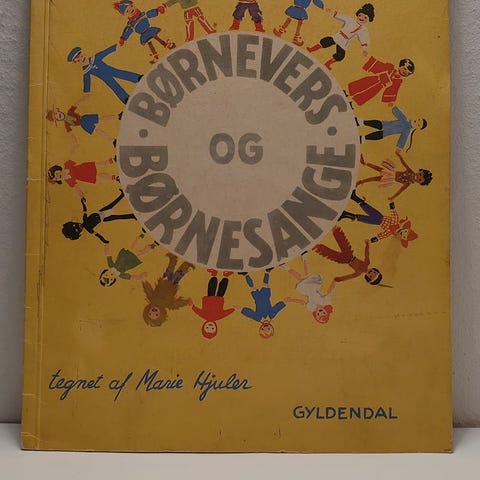 · BØRNEVERS ·
OG
BØRNESANGE
tegnet af Marie Hjuler
GYLDENDAL